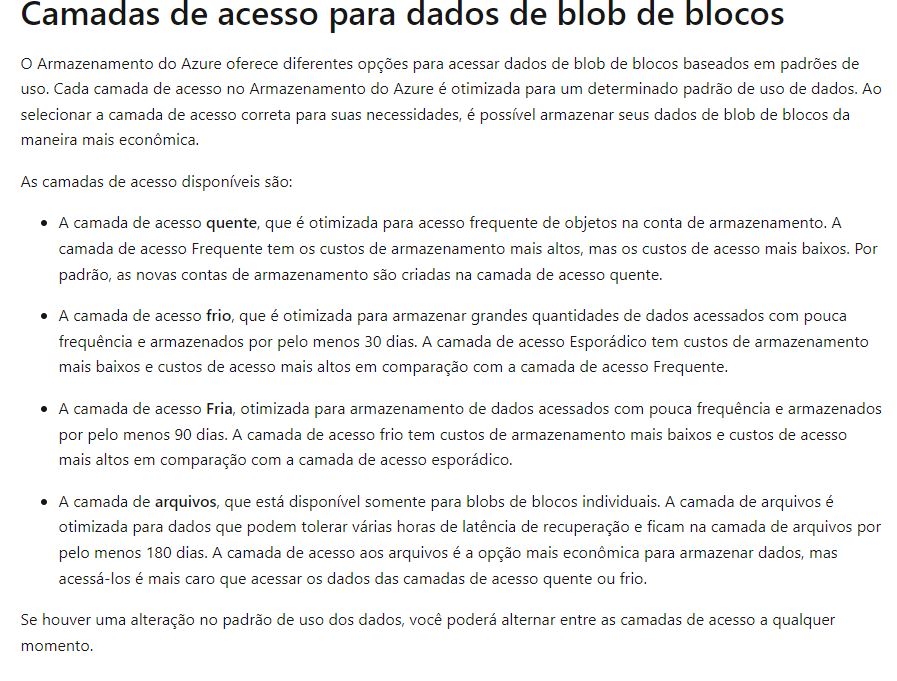 Camadas de acesso para dados de blob de blocos
O Armazenamento do Azure oferece diferentes opções para acessar dados de blob de blocos baseados em padrões de
uso. Cada camada de acesso no Armazenamento do Azure é otimizada para um determinado padrão de uso de dados. Ao
selecionar a camada de acesso correta para suas necessidades, é possível armazenar seus dados de blob de blocos da
maneira mais econômica.
As camadas de acesso disponíveis são:
• A camada de acesso quente, que é otimizada para acesso frequente de objetos na conta de armazenamento. A
camada de acesso Frequente tem os custos de armazenamento mais altos, mas os custos de acesso mais baixos. Por
padrão, as novas contas de armazenamento são criadas na camada de acesso quente.
• A camada de acesso frio, que é otimizada para armazenar grandes quantidades de dados acessados com pouca
frequência e armazenados por pelo menos 30 dias. A camada de acesso Esporádico tem custos de armazenamento
mais baixos e custos de acesso mais altos em comparação com a camada de acesso Frequente.
• A camada de acesso Fria, otimizada para armazenamento de dados acessados com pouca frequência e armazenados
por pelo menos 90 dias. A camada de acesso frio tem custos de armazenamento mais baixos e custos de acesso
mais altos em comparação com a camada de acesso esporádico.
• A camada de arquivos, que está disponível somente para blobs de blocos individuais. A camada de arquivos é
otimizada para dados que podem tolerar várias horas de latência de recuperação e ficam na camada de arquivos por
pelo menos 180 dias. A camada de acesso aos arquivos é a opção mais econômica para armazenar dados, mas
acessá-los é mais caro que acessar os dados das camadas de acesso quente ou frio.
Se houver uma alteração no padrão de uso dos dados, você poderá alternar entre as camadas de acesso a qualquer
momento.